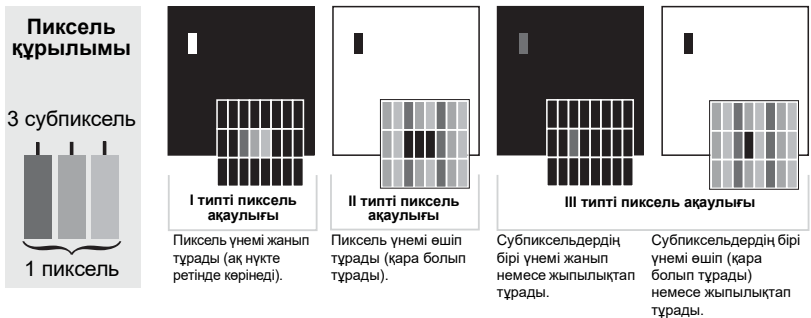 Пиксель
құрылымы
3 субпиксель
1 пиксель
I типті пиксель
ақаулығы
Пиксель үнемі жанып
тұрады (ақ нүкте
ретінде көрінеді).
II типті пиксель
ақаулығы
Пиксель үнемі өшіп
тұрады (қара болып
тұрады).
III типті пиксель ақаулығы
Субпиксельдердің
бірі үнемі жанып
немесе жыпылықтап
тұрады.
Субпиксельдердің бірі
үнемі өшіп (қара
болып тұрады)
немесе жыпылықтап
тұрады.